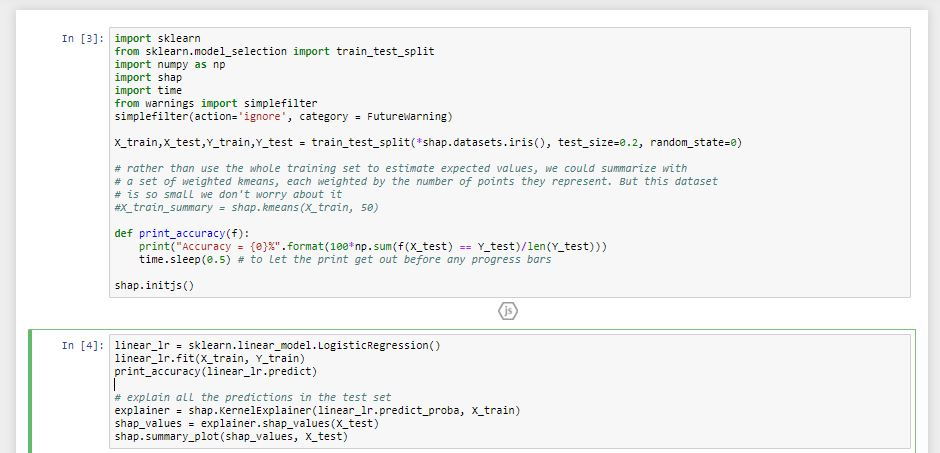 In [3]: import sklearn
from sklearn.model_selection import train_test_split
import numpy as np
import shap
import time
from warnings import simplefilter
simplefilter(action='ignore', category = FutureWarning)
X_train,X_test,Y_train,Y_test = train_test_split(*shap.datasets.iris(), test_size=0.2, random_state=0)
# rather than use the whole training set to estimate expected values, we could summarize with
# a set of weighted kmeans, each weighted by the number of points they represent. But this dataset
# is so small we don't worry about it
#X_train_summary = shap.kmeans(X_train, 50)
def print_accuracy(f):
    print("Accuracy = {0}%".format(100*np.sum(f(X_test) == Y_test)/len(Y_test)))
    time.sleep(0.5) # to let the print get out before any progress bars
shap.initjs()
js
In [4]: linear_lr = sklearn.linear_model.LogisticRegression()
linear_lr.fit(X_train, Y_train)
print_accuracy(linear_lr.predict)
# explain all the predictions in the test set
explainer = shap.KernelExplainer(linear_lr.predict_proba, X_train)
shap_values = explainer.shap_values(X_test)
shap.summary_plot(shap_values, X_test)